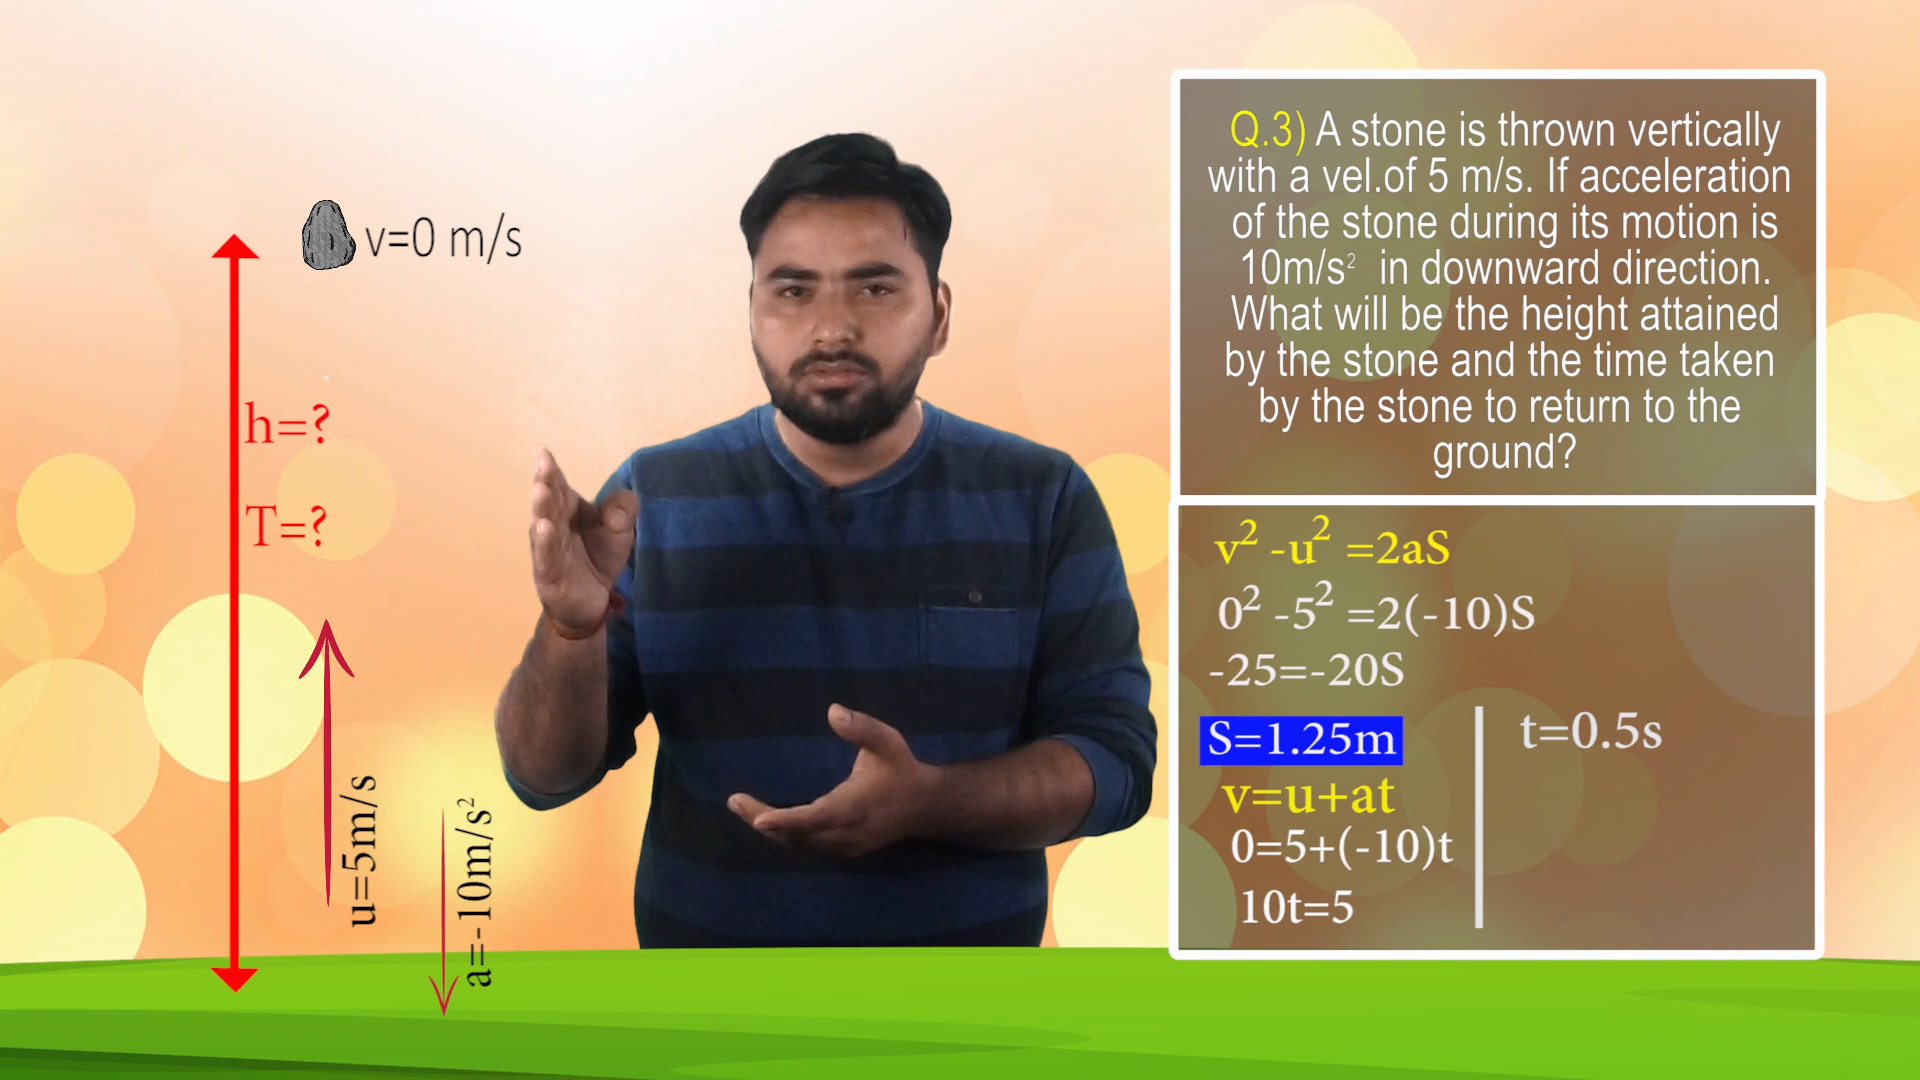 v=0 m/s
h=?
T=?
u=5m/s
a=-10m/s²
Q.3) A stone is thrown vertically
with a vel.of 5 m/s. If acceleration
of the stone during its motion is
10m/s² in downward direction.
What will be the height attained
by the stone and the time taken
by the stone to return to the
ground?
v² -u² =2aS
0² -5² =2(-10)S
-25=-20S
S=1.25m
v=u+at
0=5+(-10)t
10t=5
t=0.5s